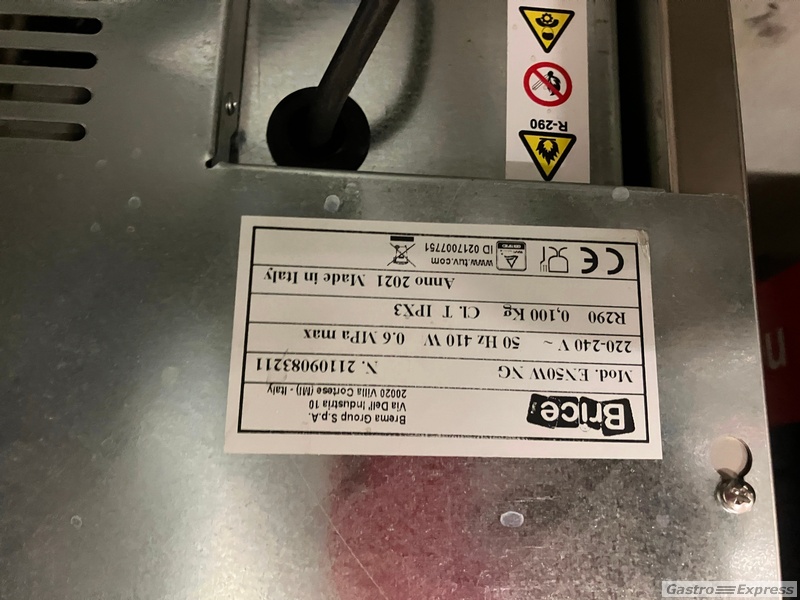 Brice
Brema Group S.p.A.
Via Dell' Industria 10
20020 Villa Cortese (MI) - Italy
Mod. EN50W NG N. 21109083211
220-240 V ~ 50 Hz 410 W 0.6 MPa max
R290 0,100 Kg Cl. T IPX3
Anno 2021 Made in Italy
CE www.tuv.com
ID 0217007751
R-290
n
Gastro Express